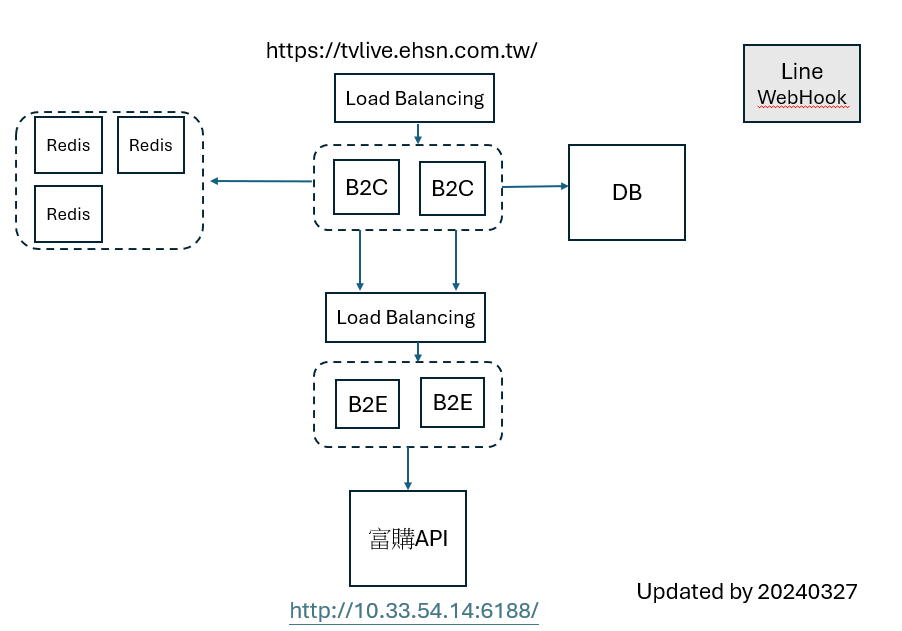 https://tvlive.ehsn.com.tw/
Line
WebHook
Load Balancing
Redis
Redis
B2C
B2C
DB
Redis
Load Balancing
B2E
B2E
富購API
http://10.33.54.14:6188/
Updated by 20240327